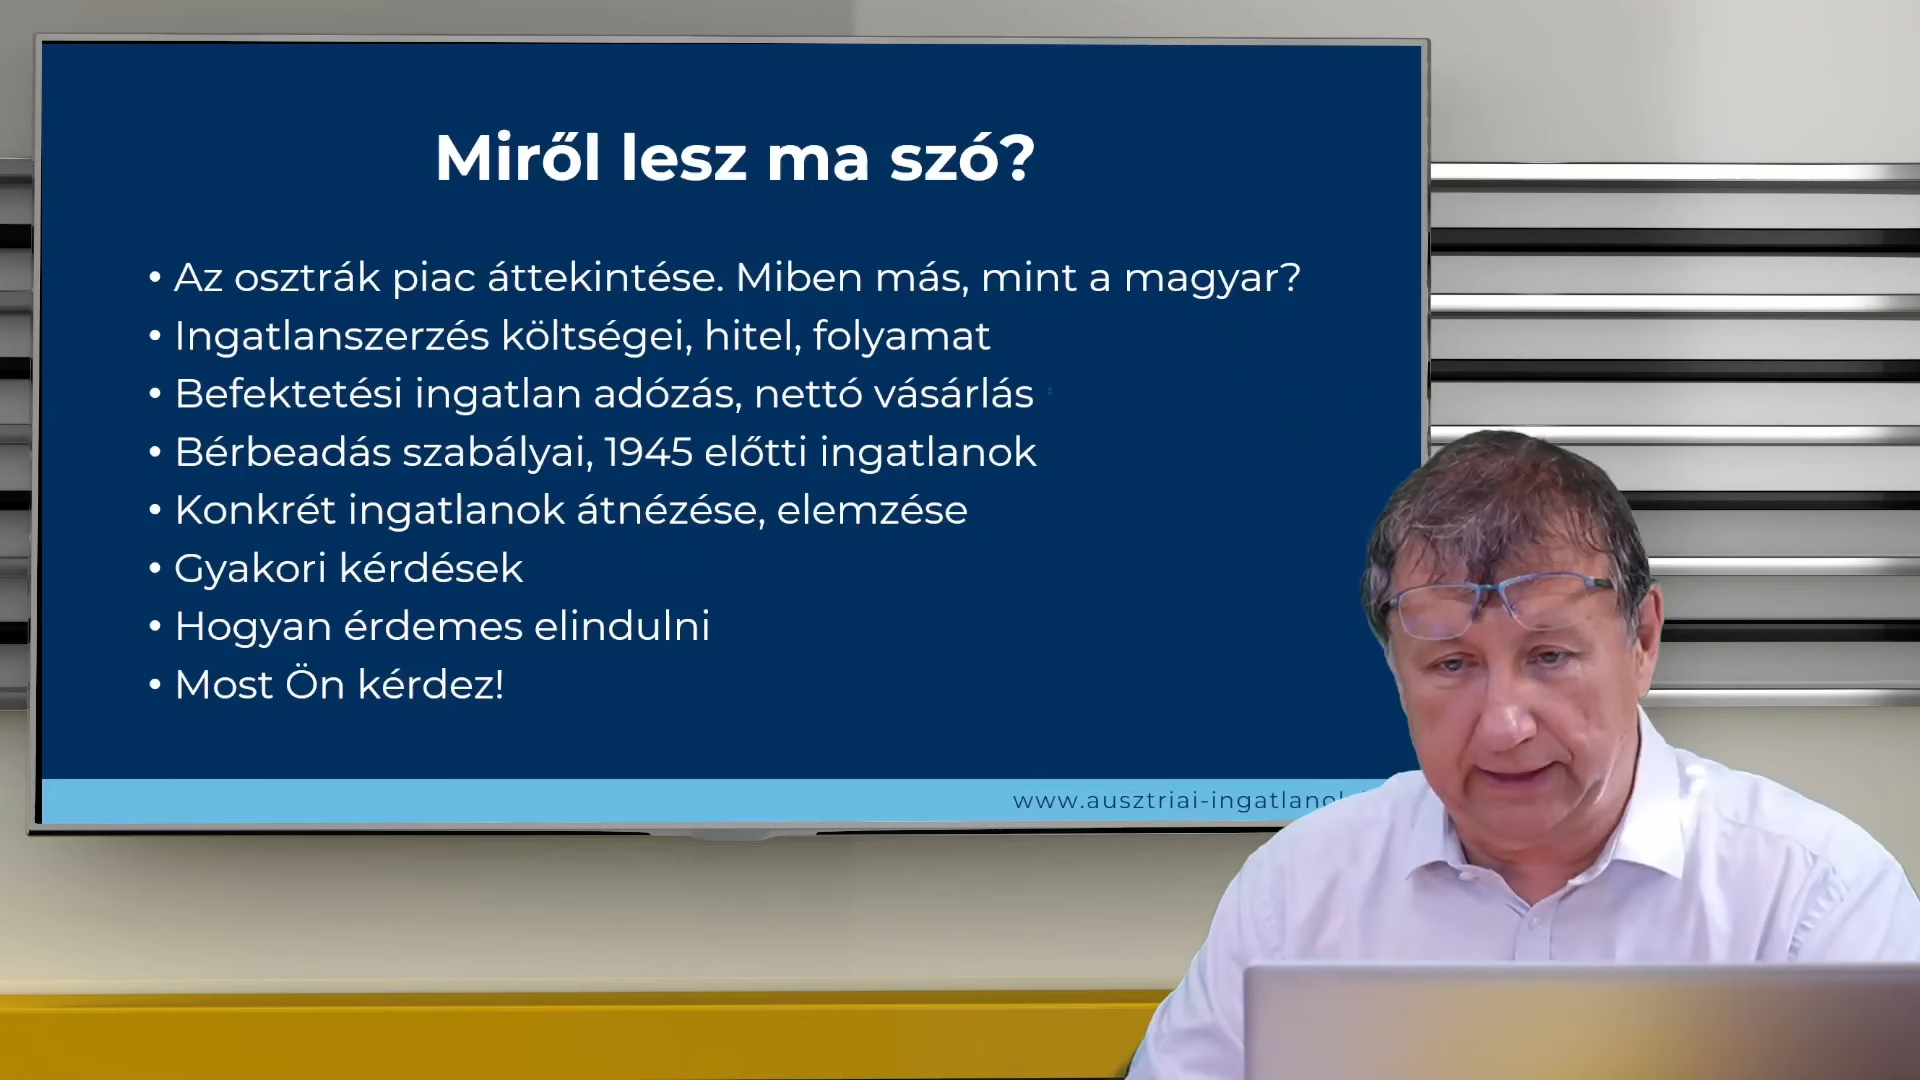 Miről lesz ma szó?
• Az osztrák piac áttekintése. Miben más, mint a magyar?
• Ingatlanszerzés költségei, hitel, folyamat
• Befektetési ingatlan adózás, nettó vásárlás
• Bérbeadás szabályai, 1945 előtti ingatlanok
• Konkrét ingatlanok átnézése, elemzése
• Gyakori kérdések
• Hogyan érdemes elindulni
• Most Ön kérdez!